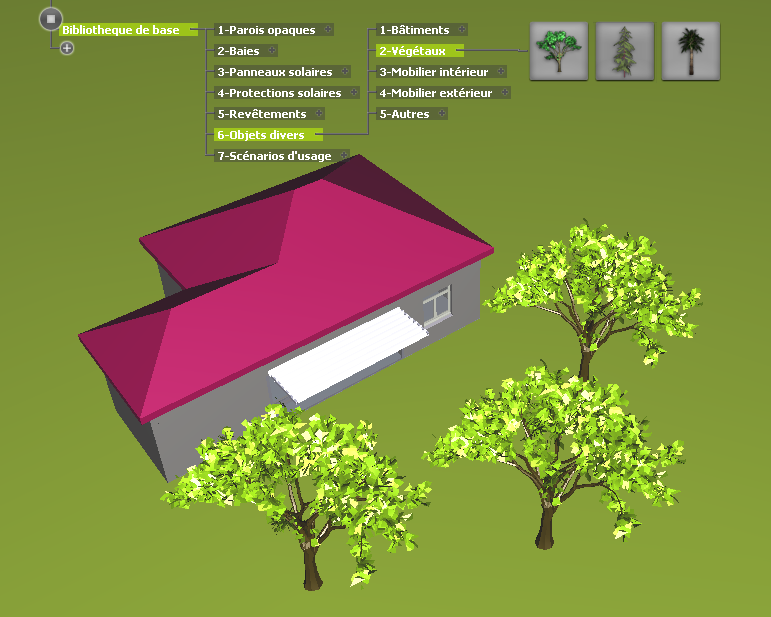 Bibliotheque de base
1-Parois opaques
2-Baies
3-Panneaux solaires
4-Protections solaires
5-Revêtements
6-Objets divers
7-Scénarios d'usage
1-Bâtiments
2-Végétaux
3-Mobilier intérieur
4-Mobilier extérieur
5-Autres